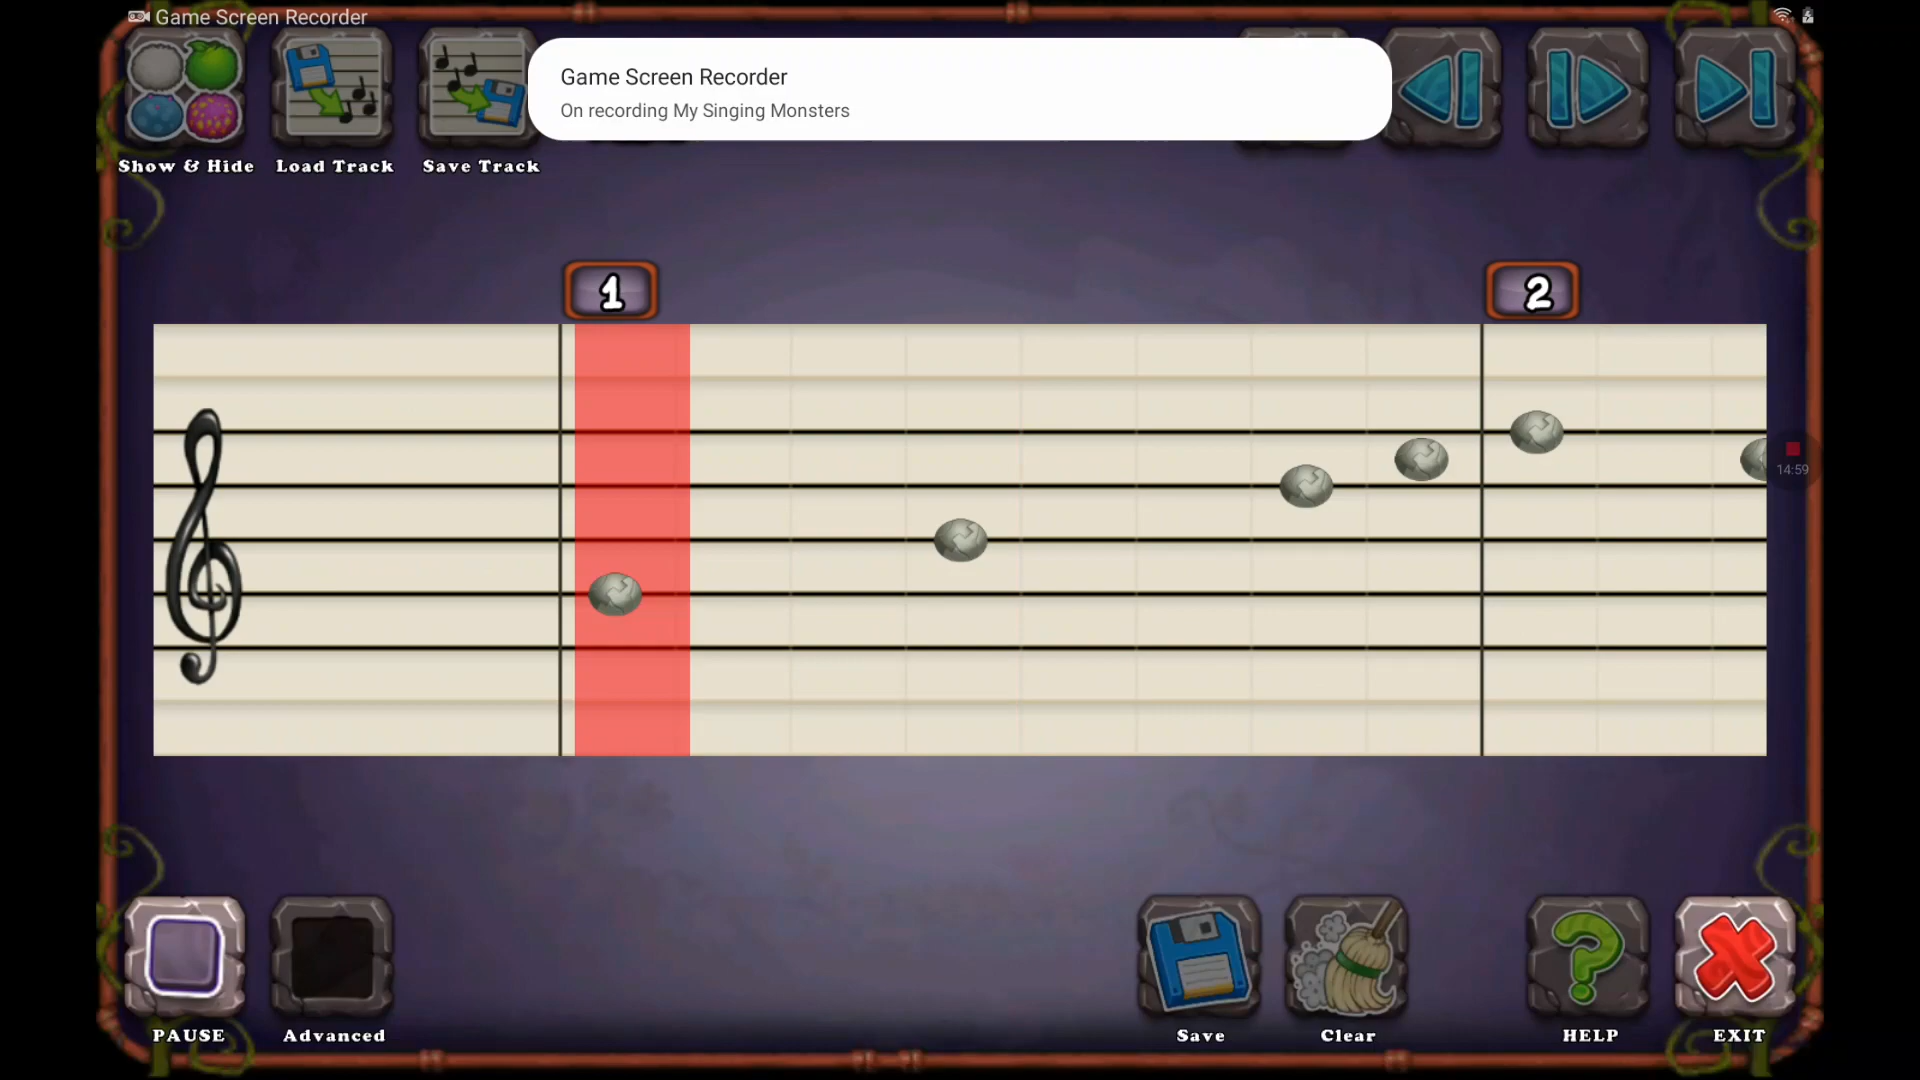 Game Screen Recorder
Game Screen Recorder
On recording My Singing Monsters
Show & Hide
Load Track
Save Track
1
2
14:59
PAUSE
Advanced
Save
Clear
HELP
EXIT